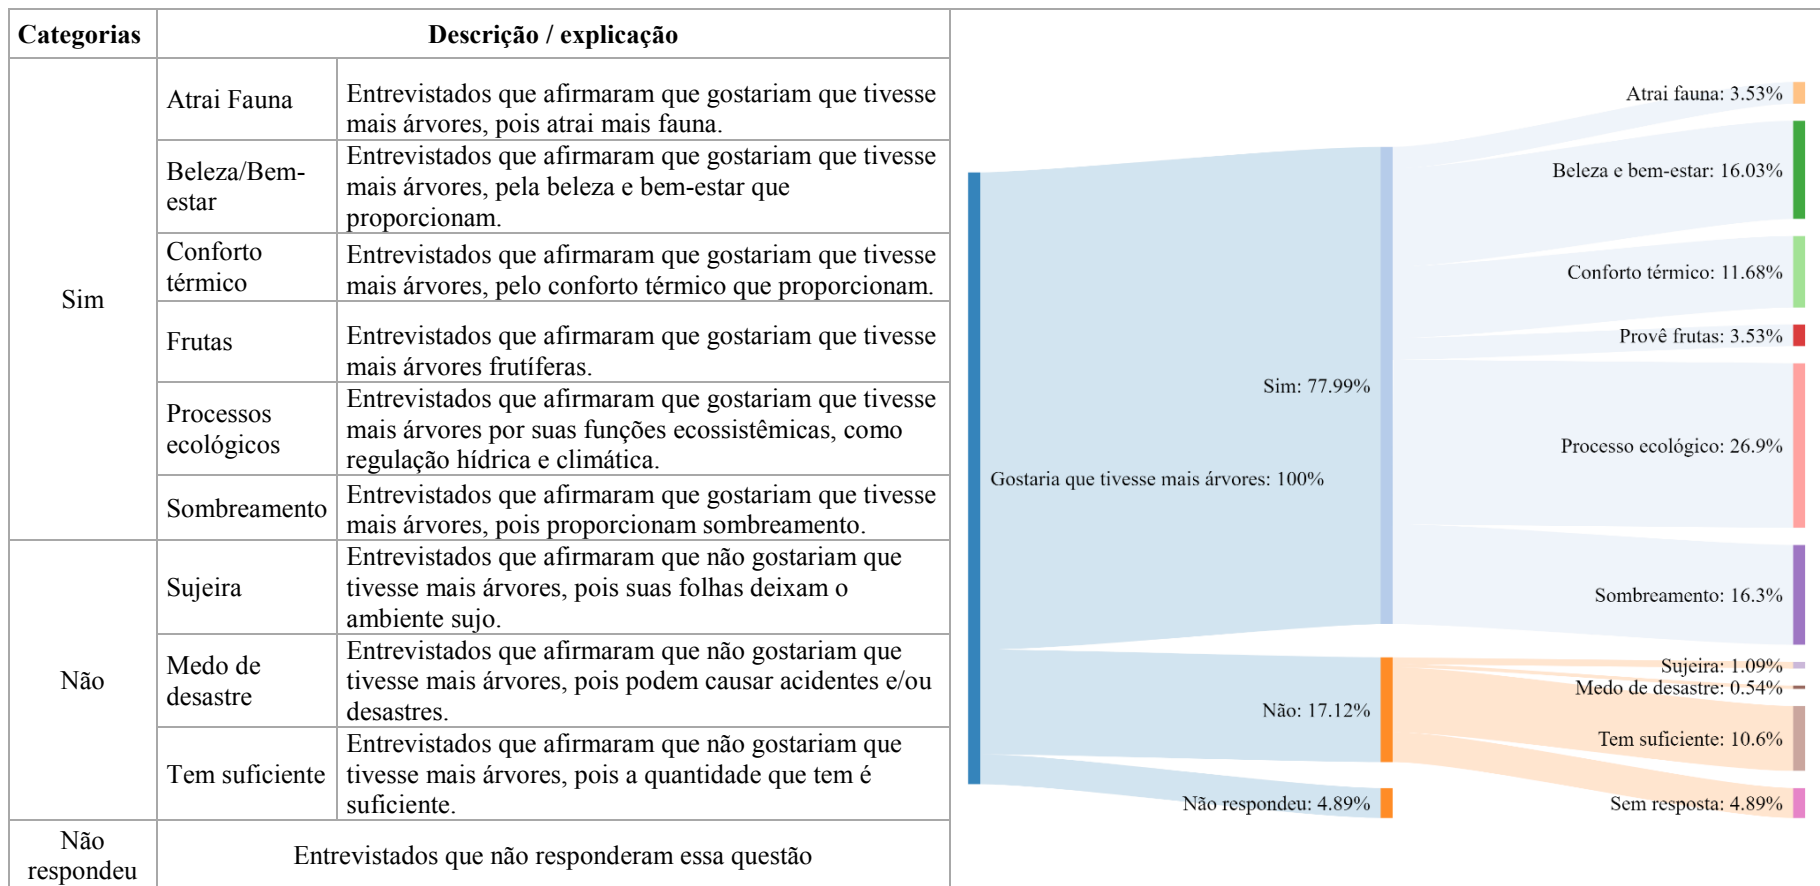 Categorias
Descrição / explicação
Sim
Atrai Fauna
Entrevistados que afirmaram que gostariam que tivesse
mais árvores, pois atrai mais fauna.
Beleza/Bem-
estar
Entrevistados que afirmaram que gostariam que tivesse
mais árvores, pela beleza e bem-estar que
proporcionam.
Conforto
térmico
Entrevistados que afirmaram que gostariam que tivesse
mais árvores, pelo conforto térmico que proporcionam.
Frutas
Entrevistados que afirmaram que gostariam que tivesse
mais árvores frutíferas.
Processos
ecológicos
Entrevistados que afirmaram que gostariam que tivesse
mais árvores por suas funções ecossistêmicas, como
regulação hídrica e climática.
Sombreamento
Entrevistados que afirmaram que gostariam que tivesse
mais árvores, pois proporcionam sombreamento.
Não
Sujeira
Entrevistados que afirmaram que não gostariam que
tivesse mais árvores, pois suas folhas deixam o
ambiente sujo.
Medo de
desastre
Entrevistados que afirmaram que não gostariam que
tivesse mais árvores, pois podem causar acidentes e/ou
desastres.
Tem suficiente
Entrevistados que afirmaram que não gostariam que
tivesse mais árvores, pois a quantidade que tem é
suficiente.
Não
respondeu
Entrevistados que não responderam essa questão
Gostaria que tivesse mais árvores: 100%
Sim: 77.99%
Não: 17.12%
Não respondeu: 4.89%
Atrai fauna: 3.53%
Beleza e bem-estar: 16.03%
Conforto térmico: 11.68%
Provê frutas: 3.53%
Processo ecológico: 26.9%
Sombreamento: 16.3%
Sujeira: 1.09%
Medo de desastre: 0.54%
Tem suficiente: 10.6%
Sem resposta: 4.89%